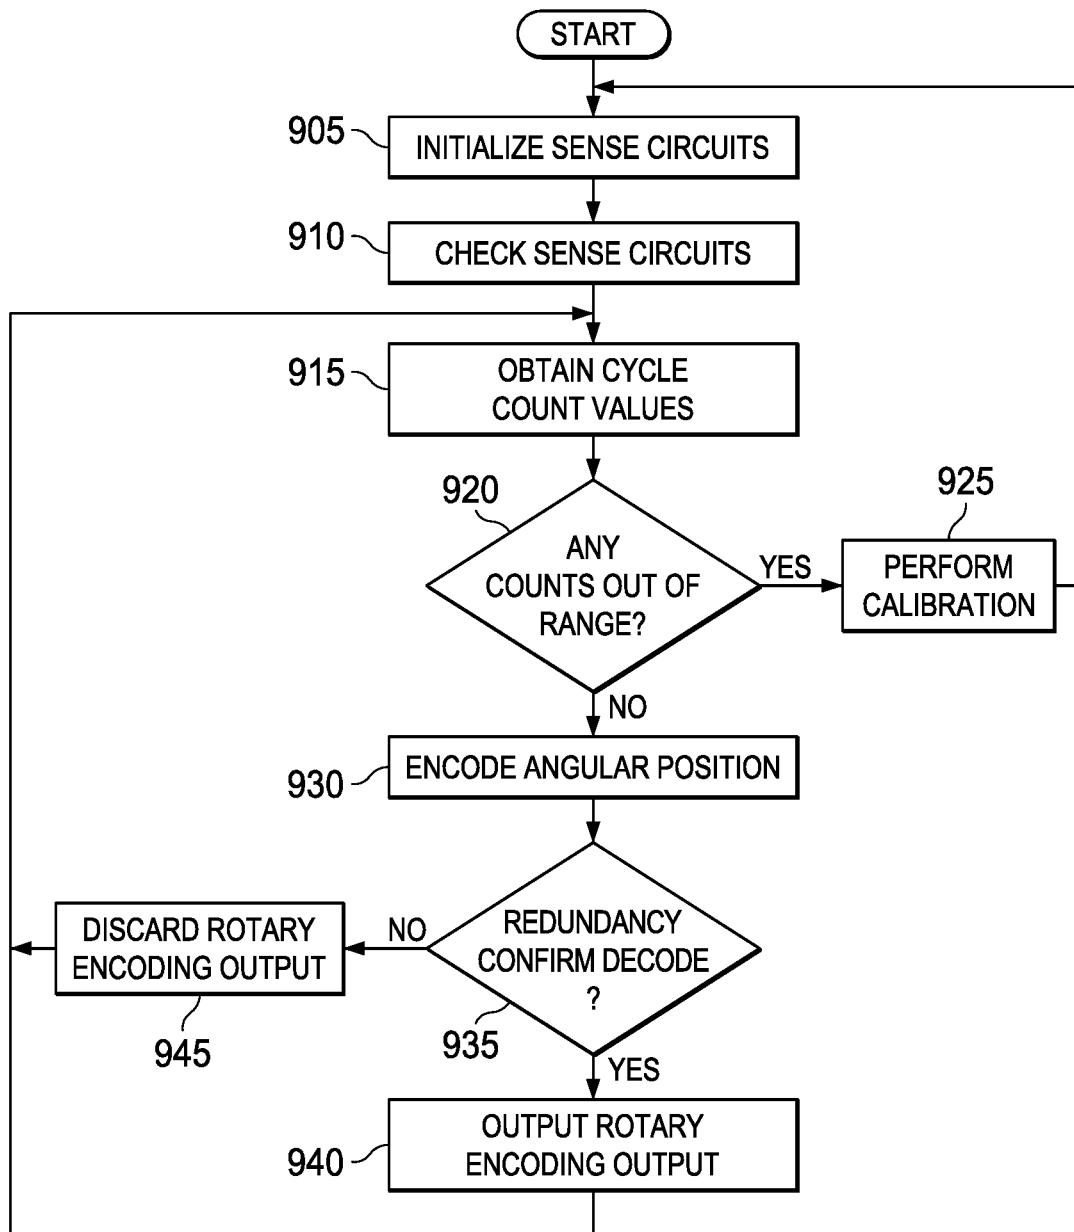 START
905
INITIALIZE SENSE CIRCUITS
910
CHECK SENSE CIRCUITS
915
OBTAIN CYCLE
COUNT VALUES
920
ANY
COUNTS OUT OF
RANGE?
YES
925
PERFORM
CALIBRATION
NO
930
ENCODE ANGULAR POSITION
REDUNDANCY
CONFIRM DECODE
?
935
NO
DISCARD ROTARY
ENCODING OUTPUT
945
YES
940
OUTPUT ROTARY
ENCODING OUTPUT